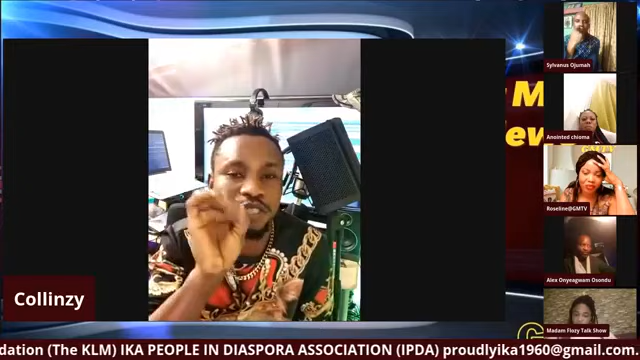 Sylvanus Ojumah
M
Anointed chioma
ew
Roseline@GMTV
Alex Onyeagwam Osondu
Collinzy
Madam Flozy Talk Show
dation (The KLM) IKA PEOPLE IN DIASPORA ASSOCIATION (IPDA) proudlyika1960@gmail.com